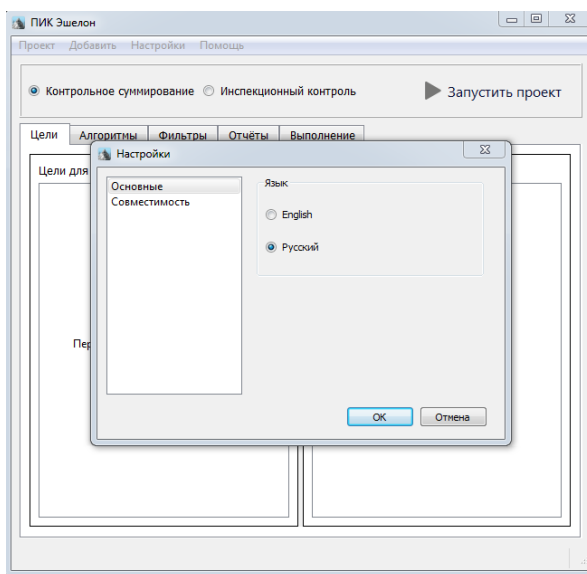 ПИК Эшелон
Проект Добавить Настройки Помощь
Контрольное суммирование Инспекционный контроль Запустить проект
Цели Алгоритмы Фильтры Отчёты Выполнение
Цели для
Настройки
Основные
Совместимость
Язык
English
Русский
Пер
ОК Отмена